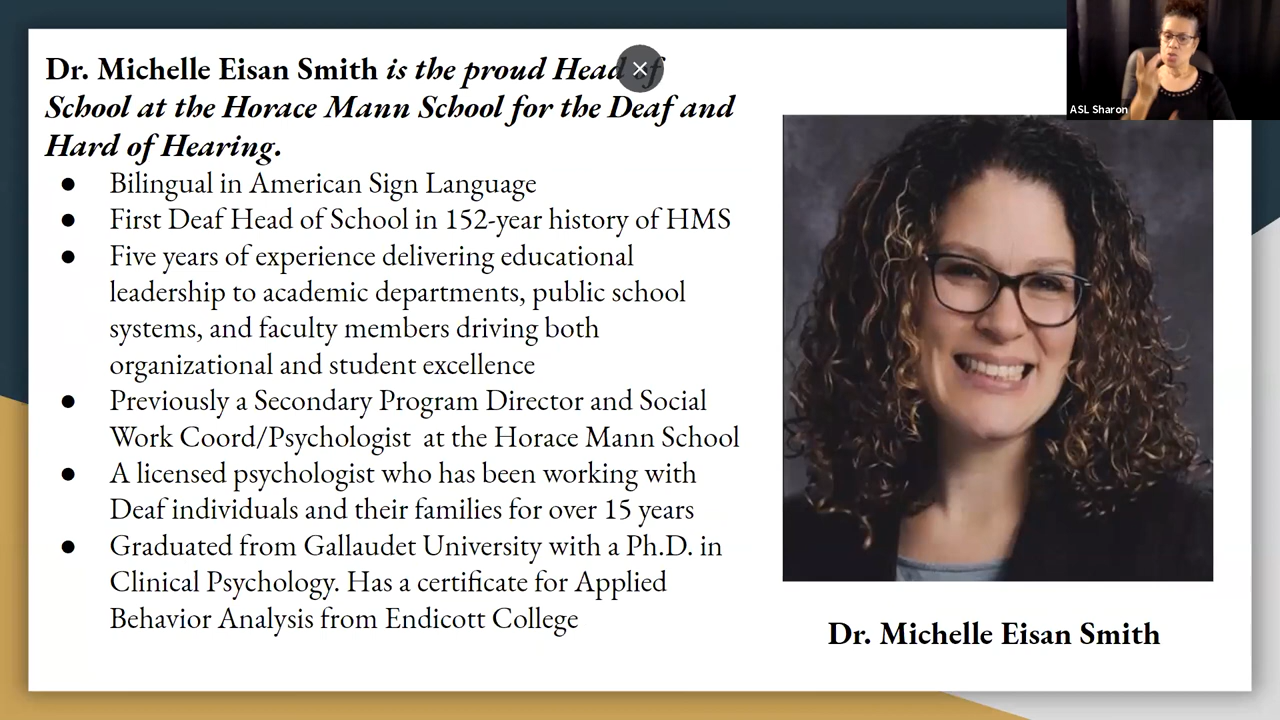 Dr. Michelle Eisan Smith is the proud Head of
School at the Horace Mann School for the Deaf and
Hard of Hearing.
● Bilingual in American Sign Language
● First Deaf Head of School in 152-year history of HMS
● Five years of experience delivering educational
leadership to academic departments, public school
systems, and faculty members driving both
organizational and student excellence
● Previously a Secondary Program Director and Social
Work Coord/Psychologist at the Horace Mann School
● A licensed psychologist who has been working with
Deaf individuals and their families for over 15 years
● Graduated from Gallaudet University with a Ph.D. in
Clinical Psychology. Has a certificate for Applied
Behavior Analysis from Endicott College
ASL Sharon
Dr. Michelle Eisan Smith